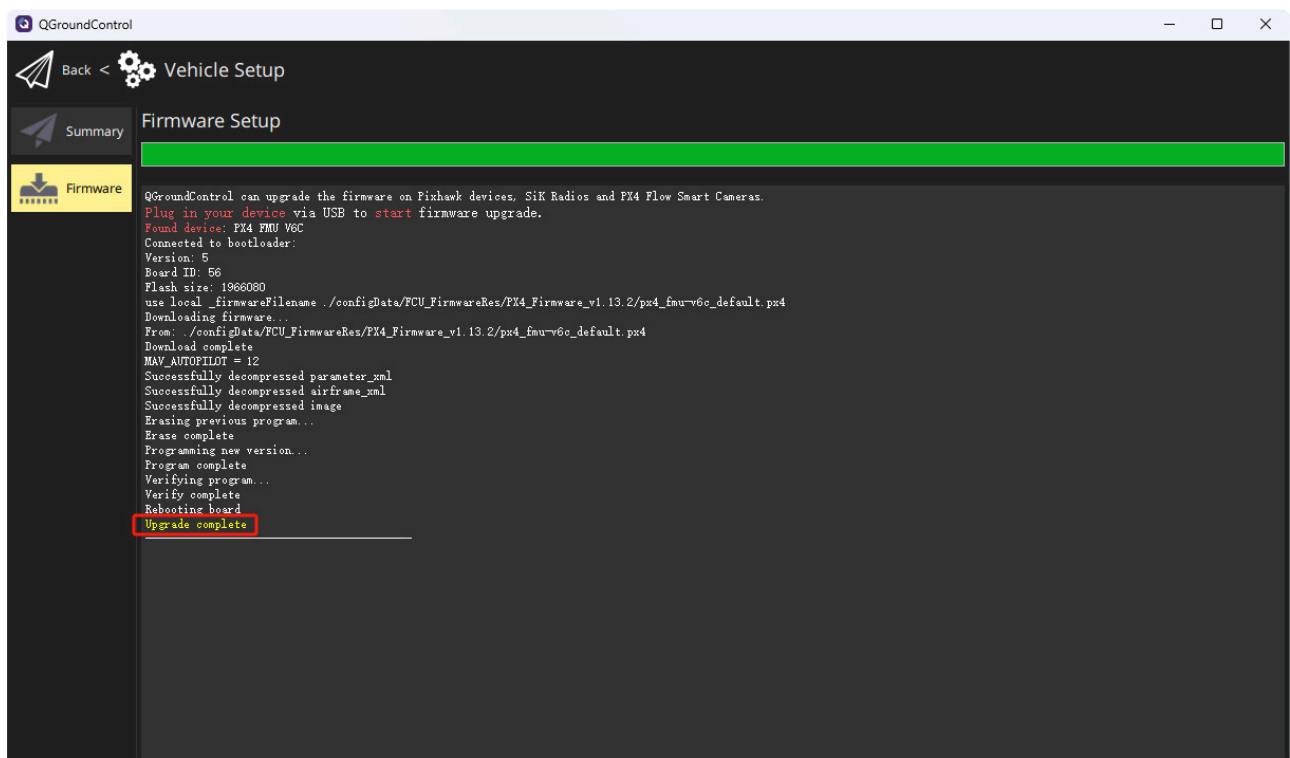 QGroundControl
Back < Vehicle Setup
Summary
Firmware
Firmware Setup
QGroundControl can upgrade the firmware on Pixhawk devices, SiK Radios and PX4 Flow Smart Cameras.
Plug in your device via USB to start firmware upgrade.
Found device: PX4 FMU V6C
Connected to bootloader:
Version: 5
Board ID: 56
Flash size: 1966080
use local _firmwareFilename ./configData/FCU_FirmwareRes/PX4_Firmware_v1.13.2/px4_fmu-v6c_default.px4
Downloading firmware...
From: ./configData/FCU_FirmwareRes/PX4_Firmware_v1.13.2/px4_fmu-v6c_default.px4
Download complete
MAV_AUTOPILOT = 12
Successfully decompressed parameter_xml
Successfully decompressed airframe_xml
Successfully decompressed image
Erasing previous program...
Erase complete
Programming new version...
Program complete
Verifying program...
Verify complete
Rebooting board
Upgrade complete